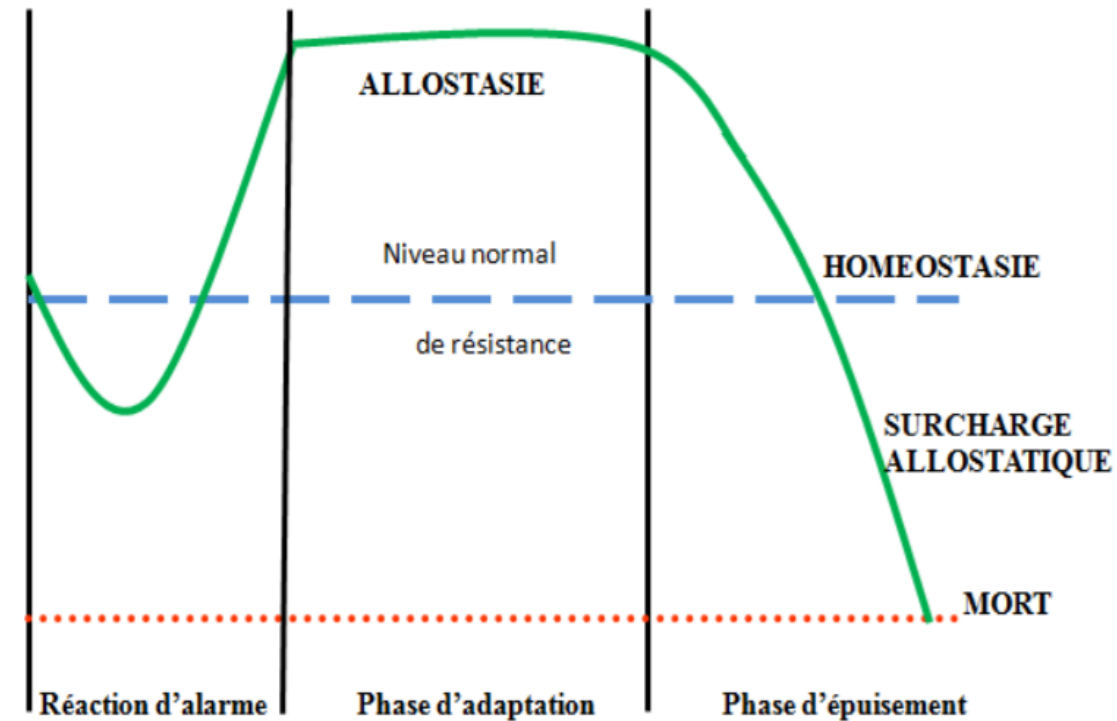 ALLOSTASIE
Niveau normal
HOMEOSTASIE
de résistance
SURCHARGE
ALLOSTATIQUE
MORT
Réaction d’alarme
Phase d’adaptation
Phase d’épuisement